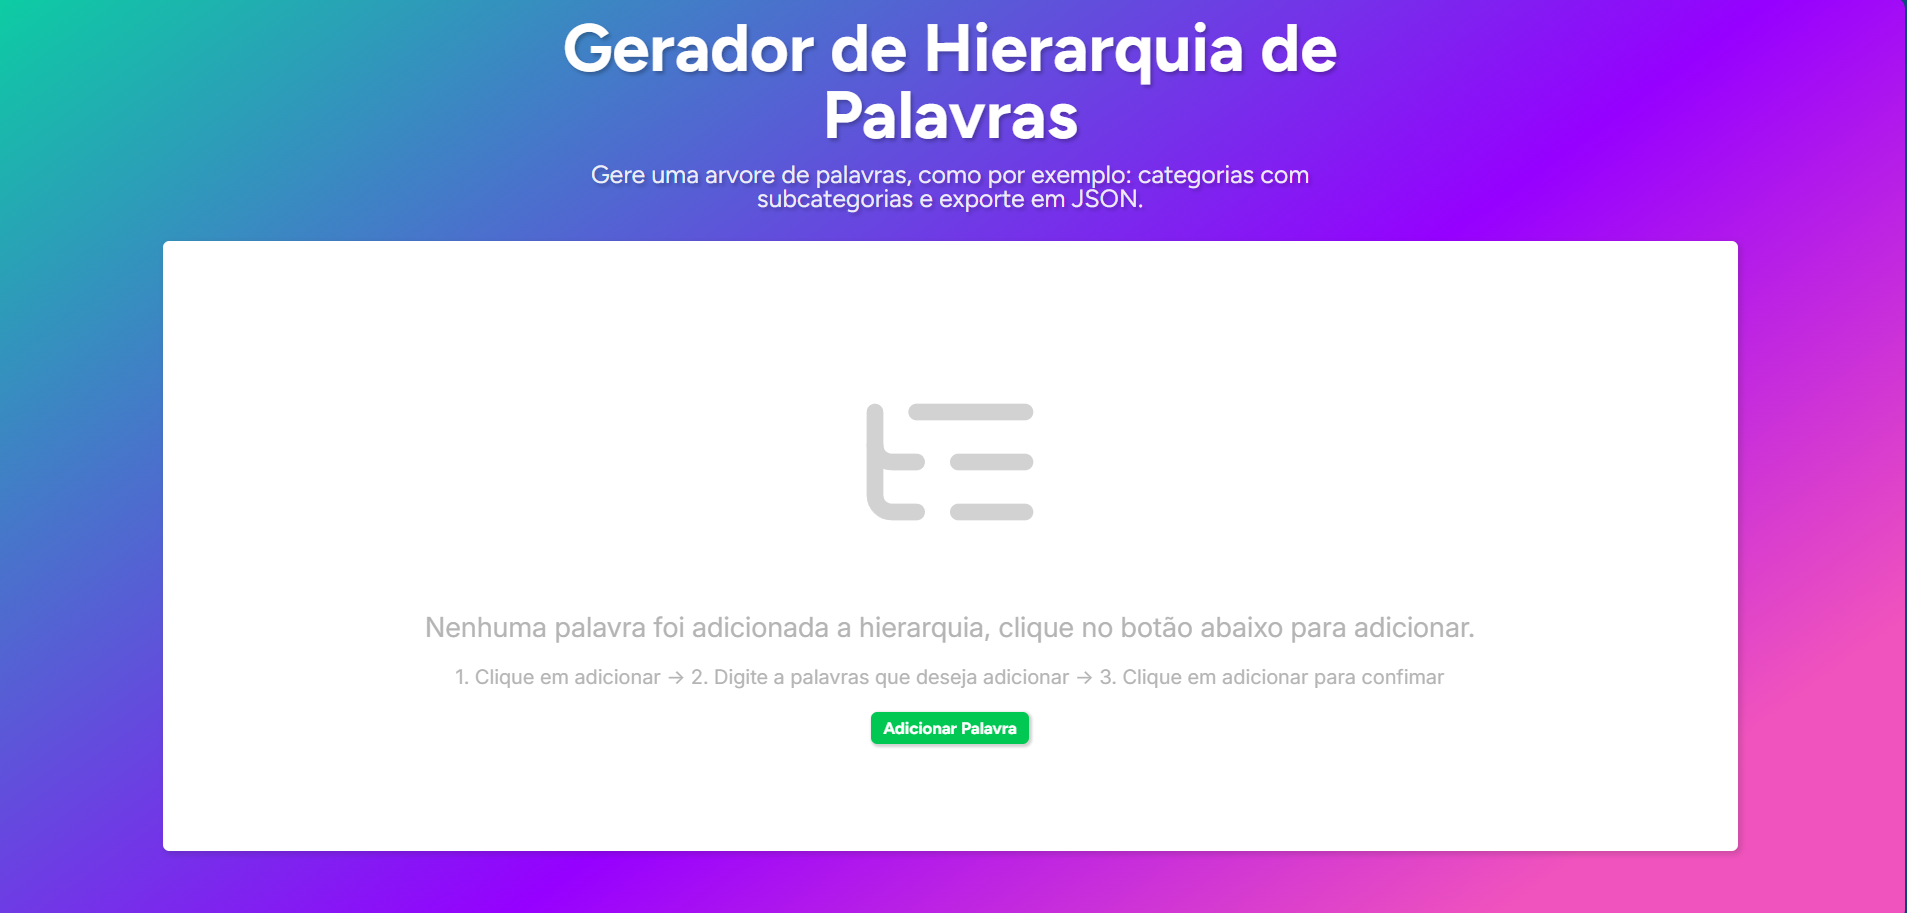 Gerador de Hierarquia de
Palavras
Gere uma arvore de palavras, como por exemplo: categorias com
subcategorias e exporte em JSON.
Nenhuma palavra foi adicionada a hierarquia, clique no botão abaixo para adicionar.
1. Clique em adicionar → 2. Digite a palavras que deseja adicionar → 3. Clique em adicionar para confimar
Adicionar Palavra